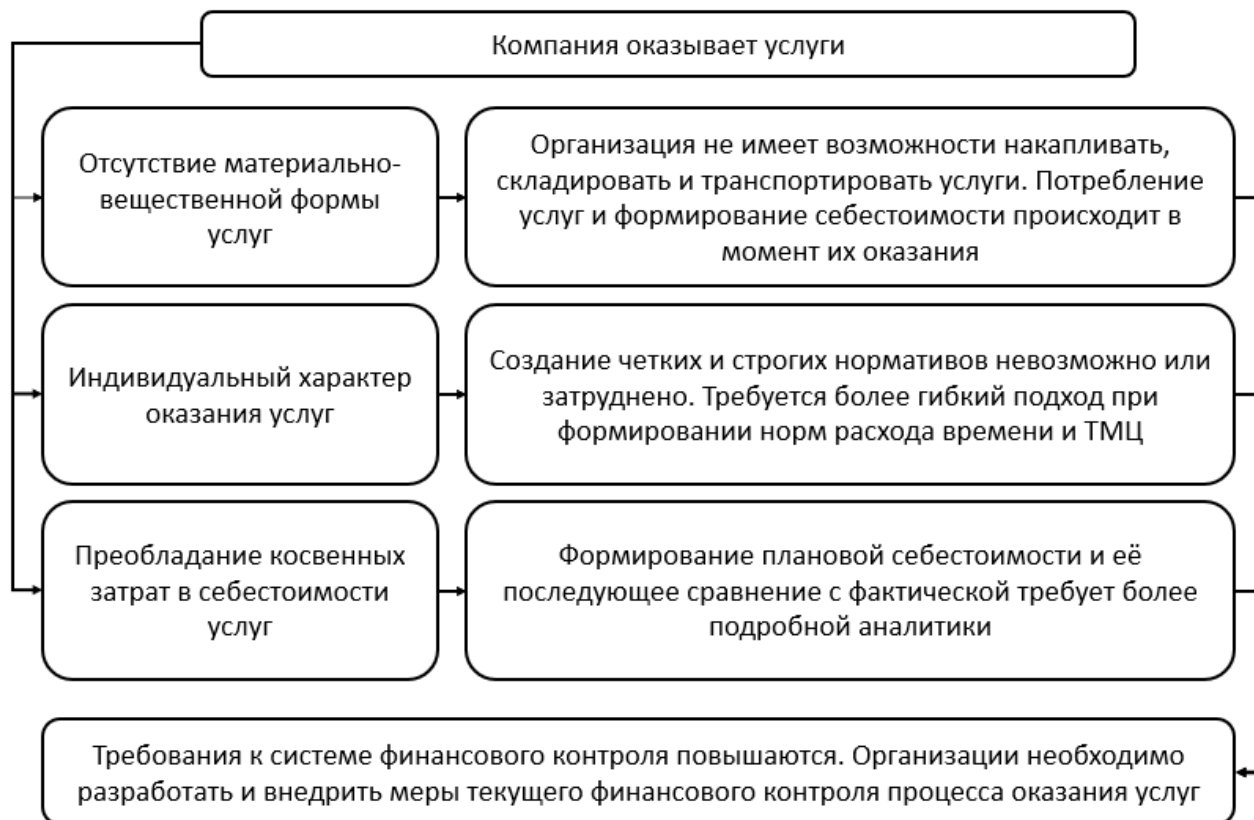 Компания оказывает услуги
Отсутствие материально-
вещественной формы
услуг
Организация не имеет возможности накапливать,
складировать и транспортировать услуги. Потребление
услуг и формирование себестоимости происходит в
момент их оказания
Индивидуальный характер
оказания услуг
Создание четких и строгих нормативов невозможно или
затруднено. Требуется более гибкий подход при
формировании норм расхода времени и ТМЦ
Преобладание косвенных
затрат в себестоимости
услуг
Формирование плановой себестоимости и её
последующее сравнение с фактической требует более
подробной аналитики
Требования к системе финансового контроля повышаются. Организации необходимо
разработать и внедрить меры текущего финансового контроля процесса оказания услуг